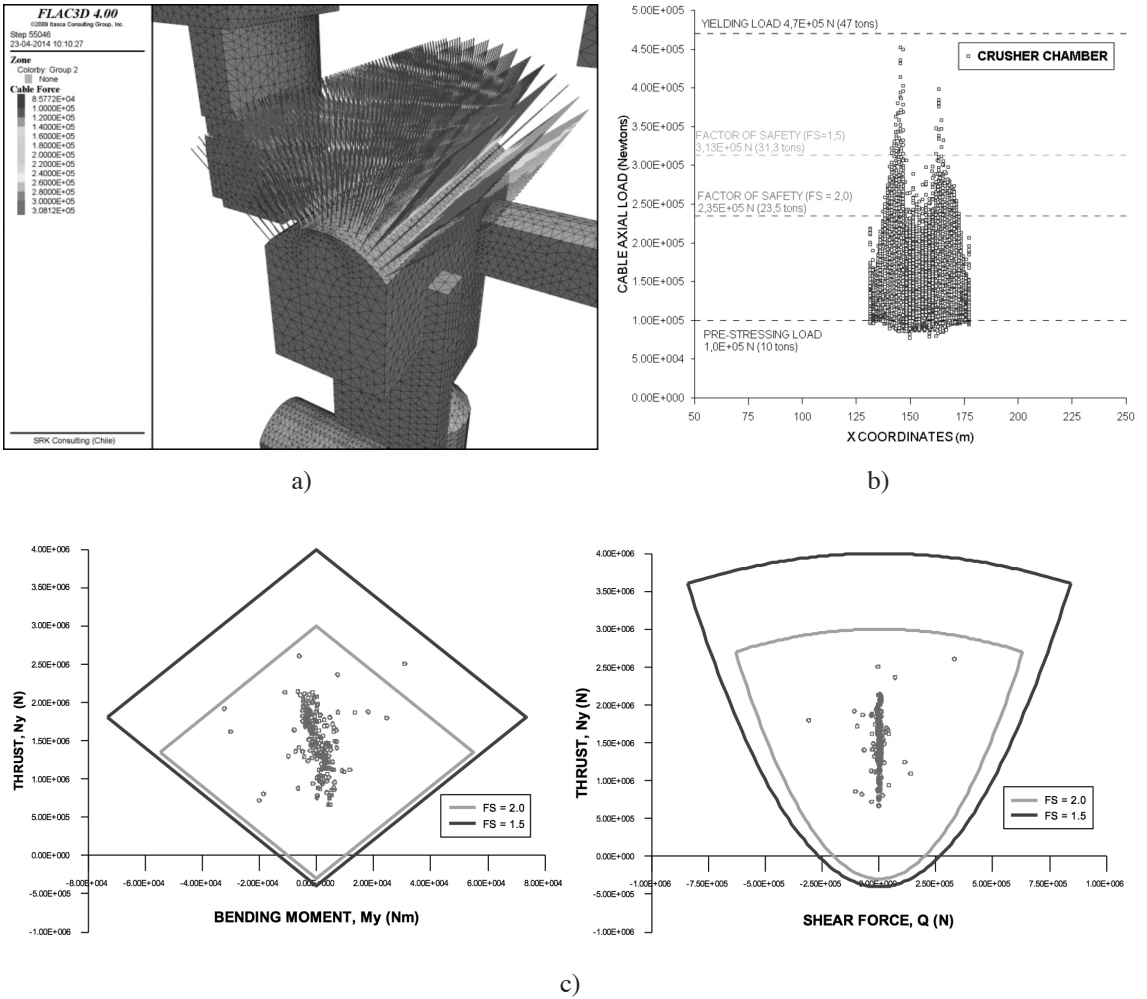 FLAC3D 4.00
©2009 Itasca Consulting Group, Inc.
Step 55046
23-04-2014 10:10:27
Zone
Colorby: Group 2
None
Cable Force
8.5772E+04
1.0000E+05
1.2000E+05
1.4000E+05
1.6000E+05
1.8000E+05
2.0000E+05
2.2000E+05
2.4000E+05
2.6000E+05
2.8000E+05
3.0000E+05
3.0812E+05
SRK Consulting (Chile)
a)
CABLE AXIAL LOAD (Newtons)
5.00E+005
4.50E+005
4.00E+005
3.50E+005
3.00E+005
2.50E+005
2.00E+005
1.50E+005
1.00E+005
5.00E+004
0.00E+000
YIELDING LOAD 4,7E+05 N (47 tons)
CRUSHER CHAMBER
FACTOR OF SAFETY (FS=1,5)
3,13E+05 N (31,3 tons)
FACTOR OF SAFETY (FS = 2,0)
2,35E+05 N (23,5 tons)
PRE-STRESSING LOAD
1,0E+05 N (10 tons)
50 75 100 125 150 175 200 225 250
X COORDINATES (m)
b)
THRUST, Ny (N)
4.00E+006
3.50E+006
3.00E+006
2.50E+006
2.00E+006
1.50E+006
1.00E+006
5.00E+005
0.00E+000
-5.00E+005
-1.00E+006
-8.00E+004 -6.00E+004 -4.00E+004 -2.00E+004 0.00E+000 2.00E+004 4.00E+004 6.00E+004 8.00E+004
FS = 2.0
FS = 1.5
BENDING MOMENT, My (Nm)
THRUST, Ny (N)
4.00E+006
3.50E+006
3.00E+006
2.50E+006
2.00E+006
1.50E+006
1.00E+006
5.00E+005
0.00E+000
-5.00E+005
-1.00E+006
-1.00E+006 -7.50E+005 -5.00E+005 -2.50E+005 0.00E+000 2.50E+005 5.00E+005 7.50E+005 1.00E+006
FS = 2.0
FS = 1.5
SHEAR FORCE, Q (N)
c)